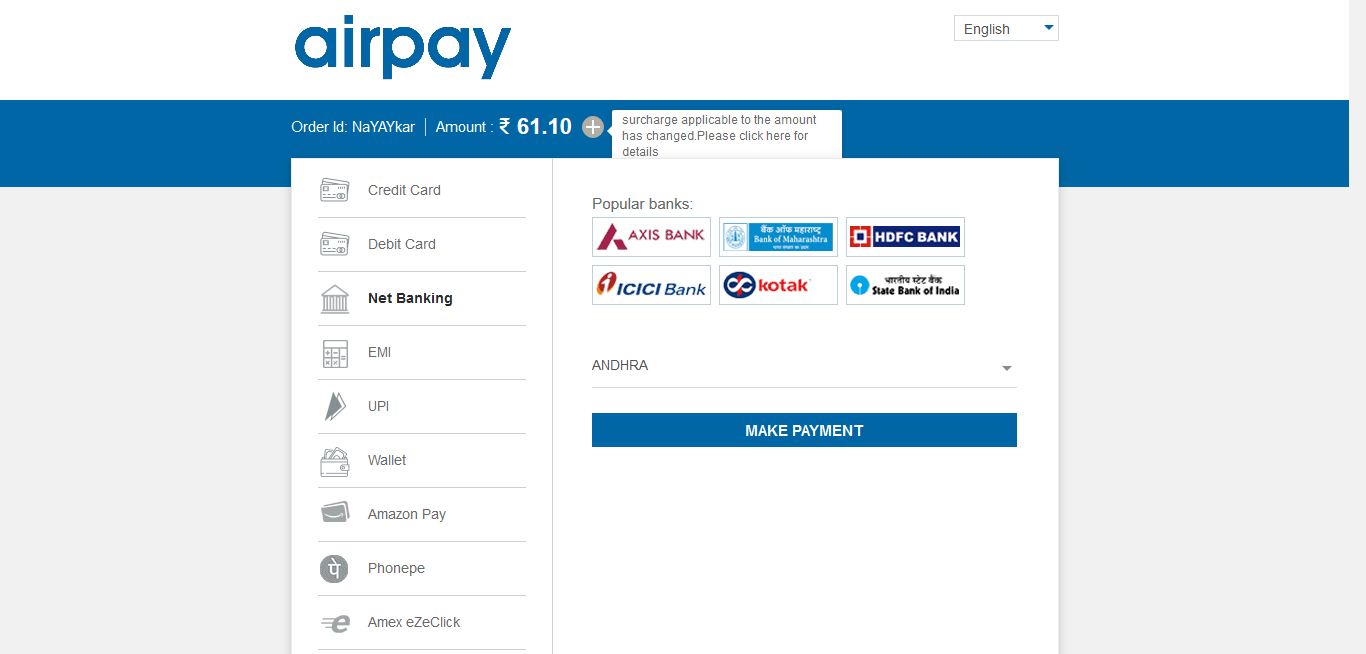 airpay
English
Order Id: NaYAYkar Amount : ₹ 61.10
surcharge applicable to the amount
has changed.Please click here for
details
Credit Card
Debit Card
Net Banking
EMI
UPI
Wallet
Amazon Pay
पे Phonepe
Amex eZeClick
Popular banks:
AXIS BANK
बैंक ऑफ महाराष्ट्र
Bank of Maharashtra
HDFC BANK
ICICI Bank
kotak
भारतीय स्टेट बैंक
State Bank of India
ANDHRA
MAKE PAYMENT